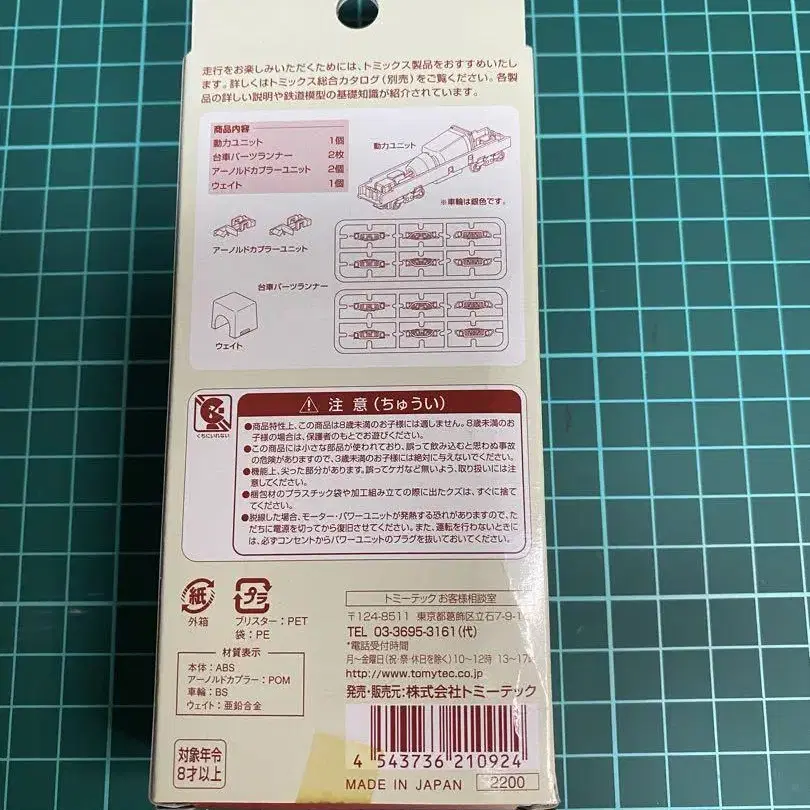 走行をお楽しみいただくためには、トミックス製品をおすすめいたし
ます。詳しくはトミックス総合カタログ(別売)をご覧ください。各製
品の詳しい説明や鉄道模型の基礎知識が紹介されています。
商品内容
動力ユニット 1個
台車パーツランナー 2枚
アーノルドカプラーユニット 2個
ウェイト 1個
動力ユニット
※車輪は銀色です。
アーノルドカプラーユニット
台車パーツランナー
ウェイト
くちにいれない
注意(ちゅうい)
●商品特性上、この商品は8歳未満のお子様には適しません。8歳未満のお
子様の場合は、保護者のもとでお遊びください。
●この商品には小さな部品が使われており、誤って飲み込むと思わぬ事故
の危険がありますので、3歳未満のお子様には絶対に与えないでください。
●機能上、尖った部分があります。誤ってケガなど無いよう、取り扱いには注
意してください。
●梱包材のプラスチック袋や加工組み立ての際に出たクズは、すぐに捨て
てください。
●脱線した場合、モーター・パワーユニットが発熱する恐れがありますので、た
だちに電源を切ってから復旧させてください。また、運転を行わないときに
は、必ずコンセントからパワーユニットのプラグを抜いておいてください。
紙
外箱
プラ
ブリスター:PET
袋:PE
材質表示
本体:ABS
アーノルドカプラー:POM
車輪:BS
ウェイト:亜鉛合金
対象年令
8才以上
トミーテック お客様相談室
〒124-8511 東京都葛飾区立石7-9-1
TEL 03-3695-3161(代)
*電話受付時間
月~金曜日(祝・祭・休日を除く)10~12時 13~17
http://www.tomytec.co.jp
発売・販売元:株式会社トミーテック
4 543736 210924
MADE IN JAPAN 2200